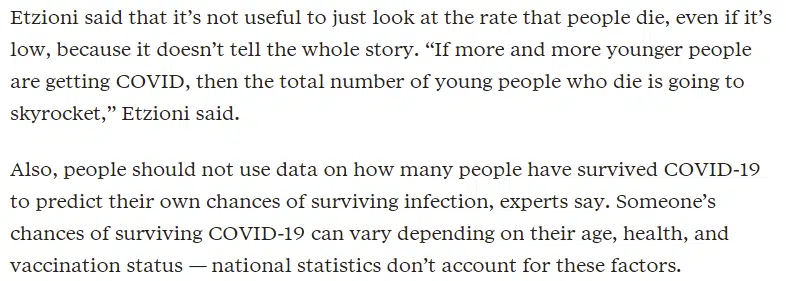 Etzioni said that it’s not useful to just look at the rate that people die, even if it’s
low, because it doesn’t tell the whole story. “If more and more younger people
are getting COVID, then the total number of young people who die is going to
skyrocket,” Etzioni said.
Also, people should not use data on how many people have survived COVID-19
to predict their own chances of surviving infection, experts say. Someone’s
chances of surviving COVID-19 can vary depending on their age, health, and
vaccination status — national statistics don’t account for these factors.